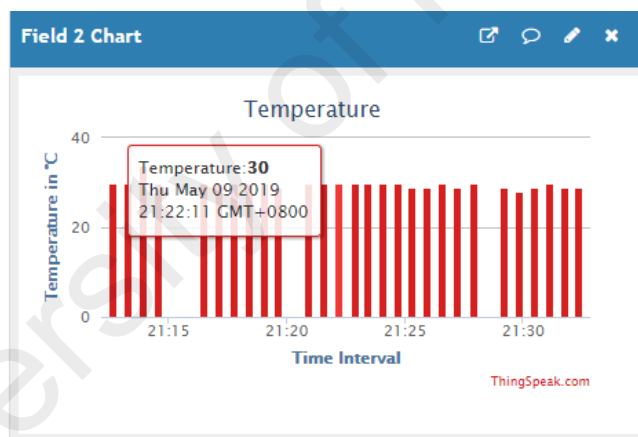 Field 2 Chart
Temperature
Temperature in °C
40
20
0
Temperature:30
Thu May 09 2019
21:22:11 GMT+0800
21:15 21:20 21:25 21:30
Time Interval
ThingSpeak.com